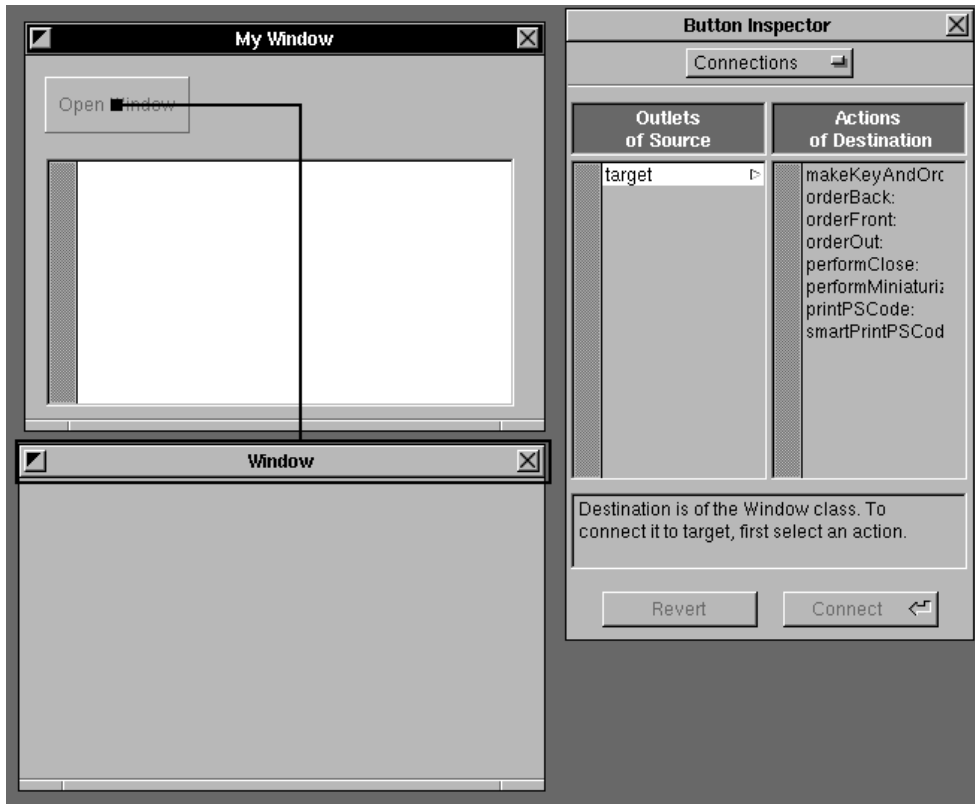 My Window
Open Window
Window
Button Inspector
Connections
Outlets
of Source
Actions
of Destination
target
makeKeyAndOrc
orderBack:
orderFront:
orderOut:
performClose:
performMiniaturiz
printPSCode:
smartPrintPSCod
Destination is of the Window class. To
connect it to target, first select an action.
Revert
Connect